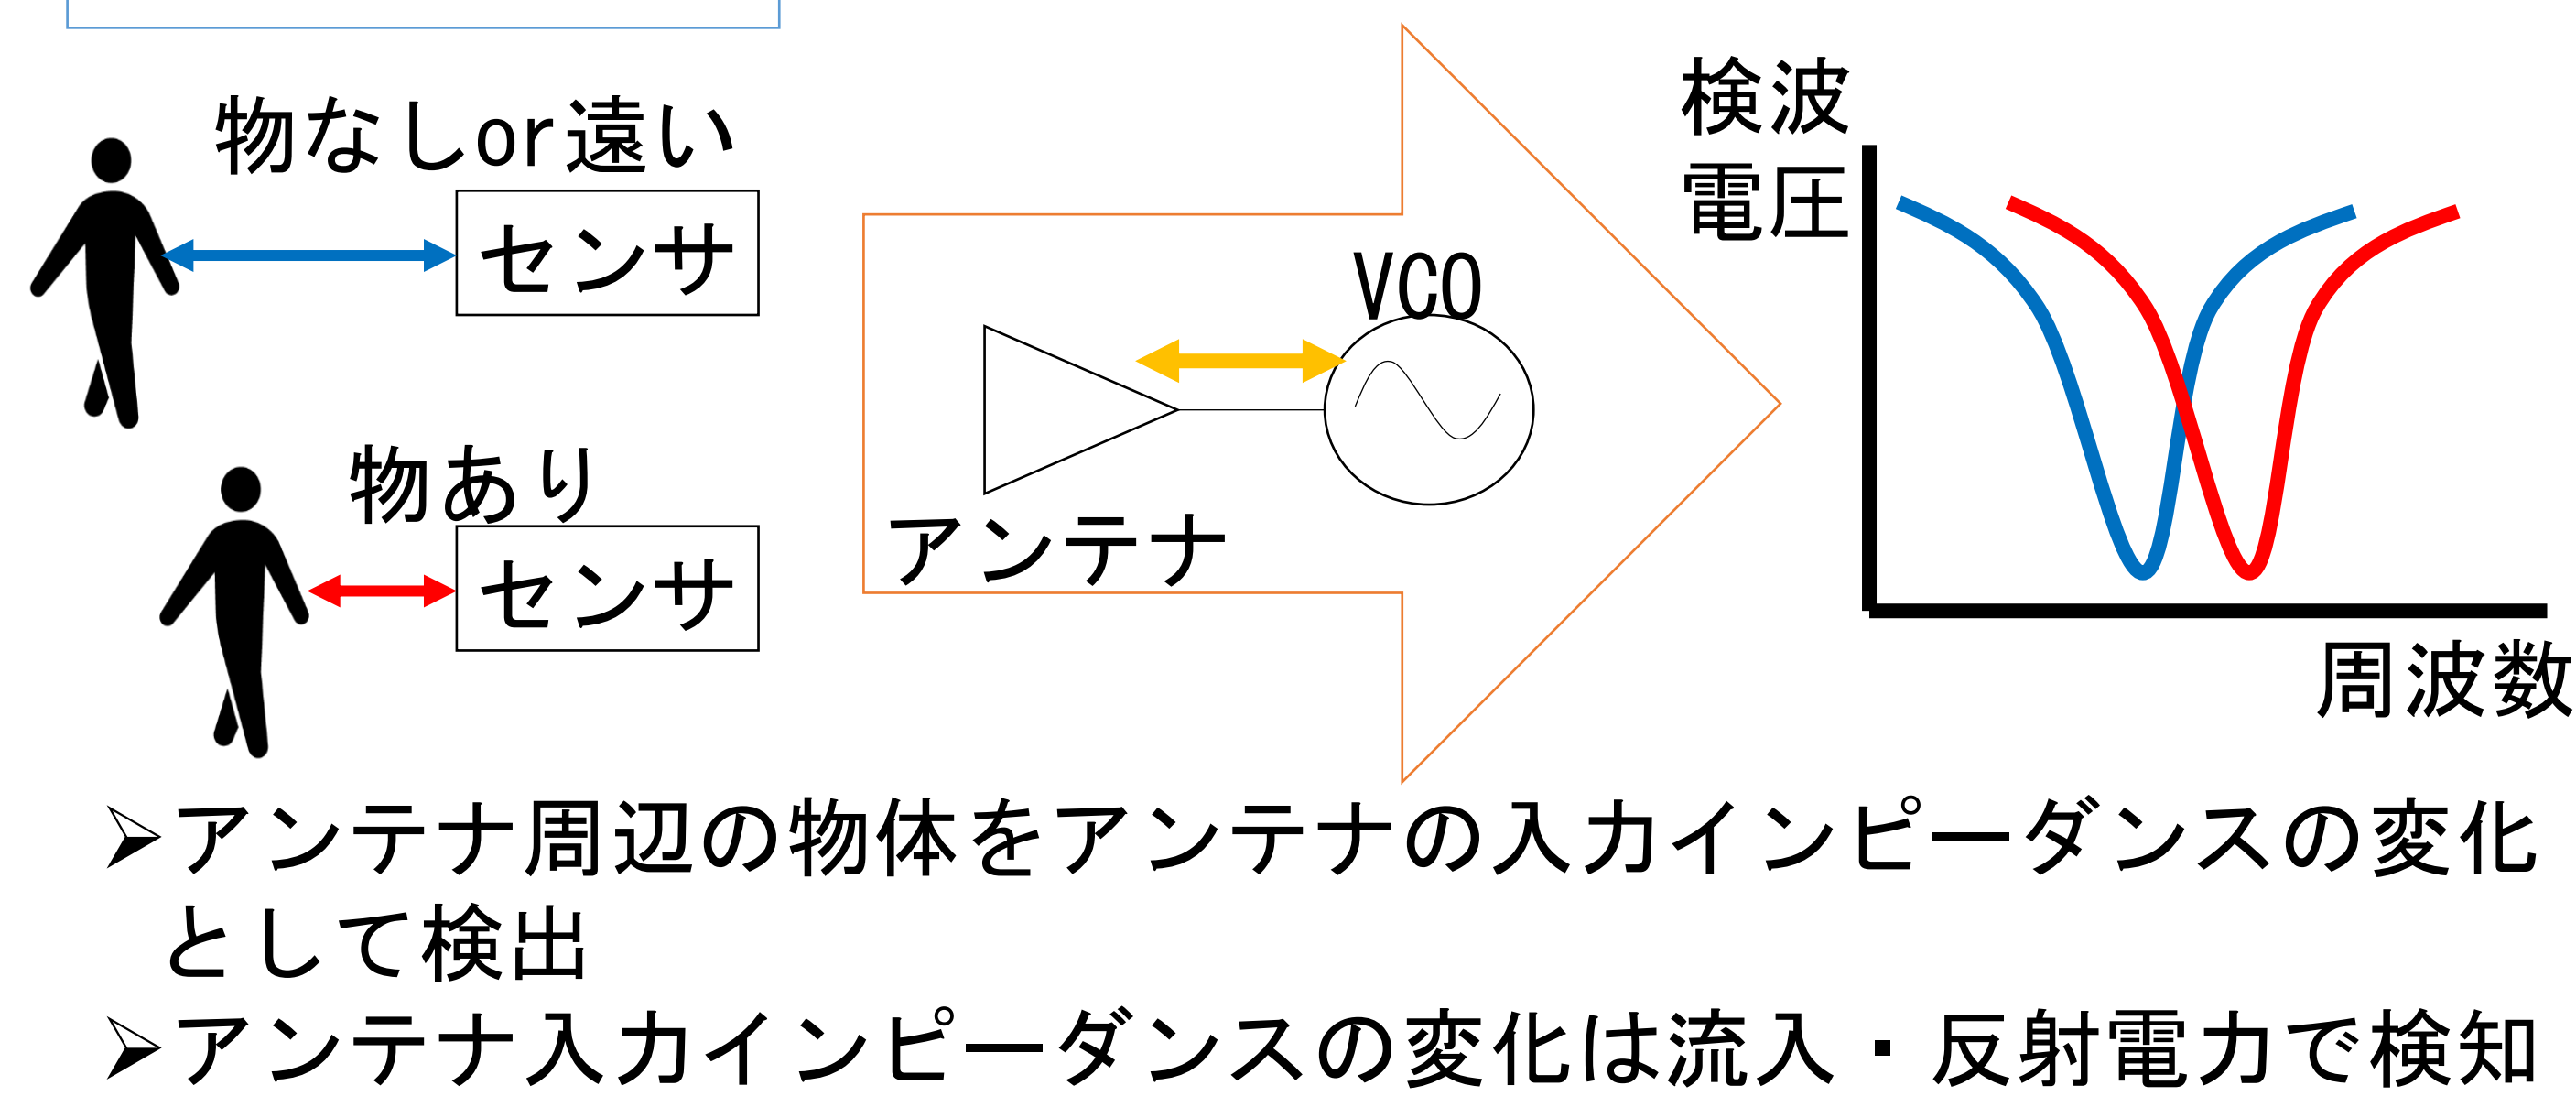 物なしor遠い
センサ
物あり
センサ
VCO
アンテナ
検波
電圧
周波数
アンテナ周辺の物体をアンテナの入力インピーダンスの変化
として検出
アンテナ入力インピーダンスの変化は流入・反射電力で検知